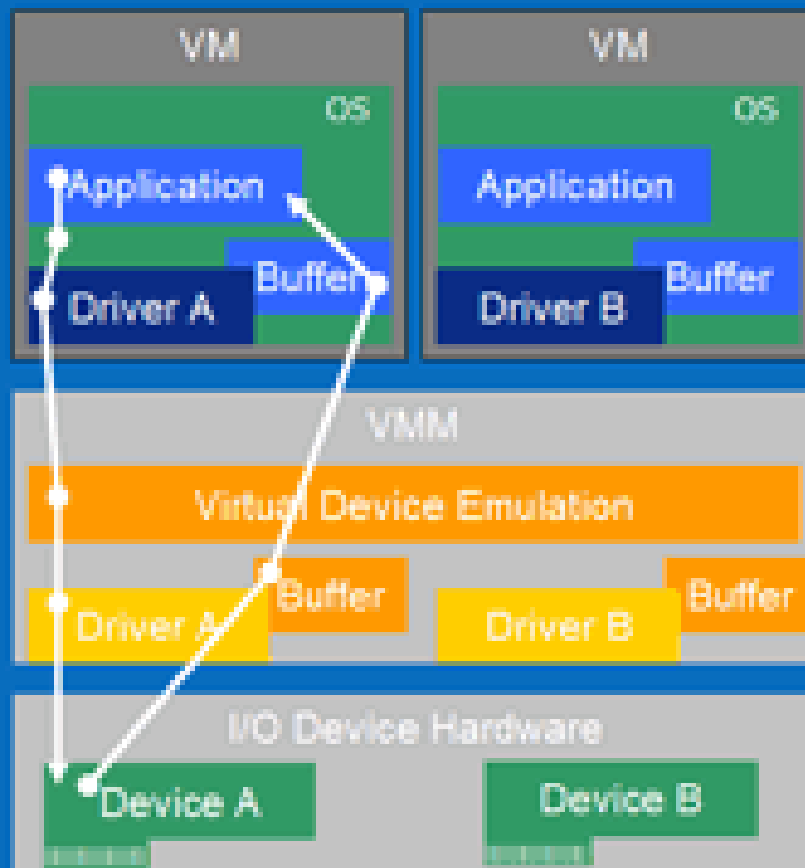 VM
OS
Application
Buffer
Driver A
VM
OS
Application
Buffer
Driver B
VMM
Virtual Device Emulation
Buffer
Driver A
Buffer
Driver B
I/O Device Hardware
Device A
Device B